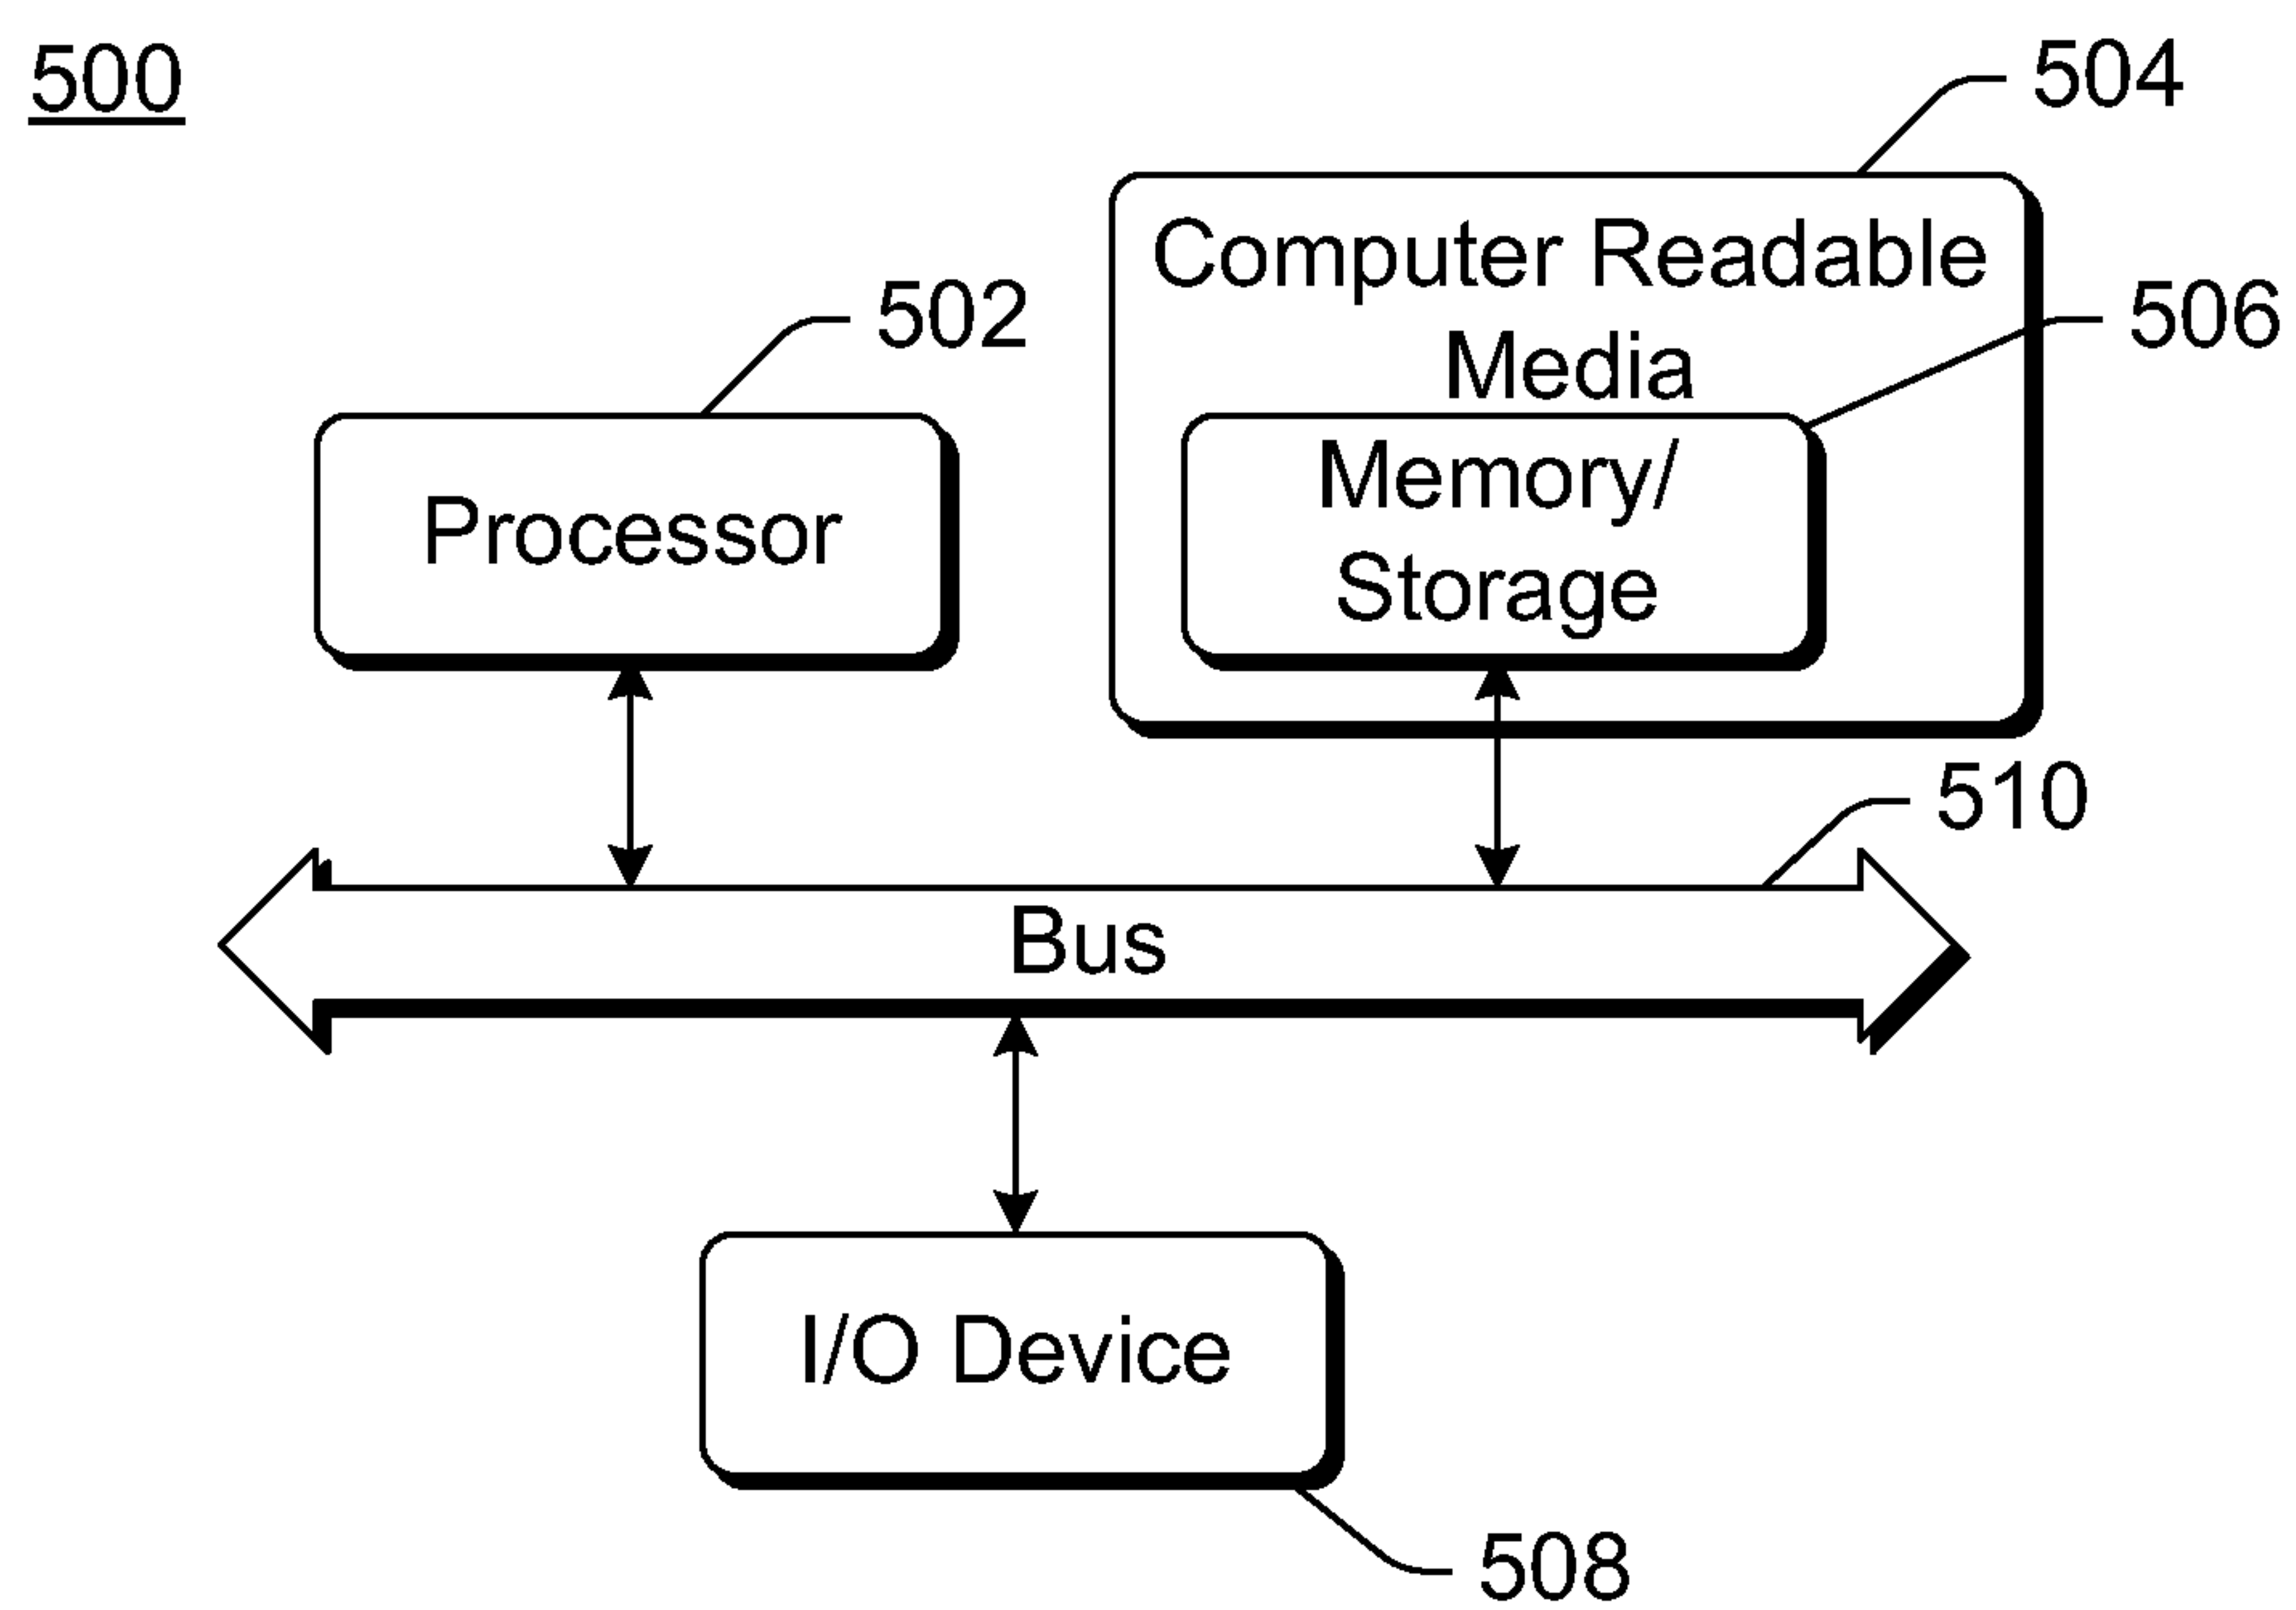 500
504
Computer Readable
Media
506
502
Memory/
Storage
Processor
510
Bus
I/O Device
508